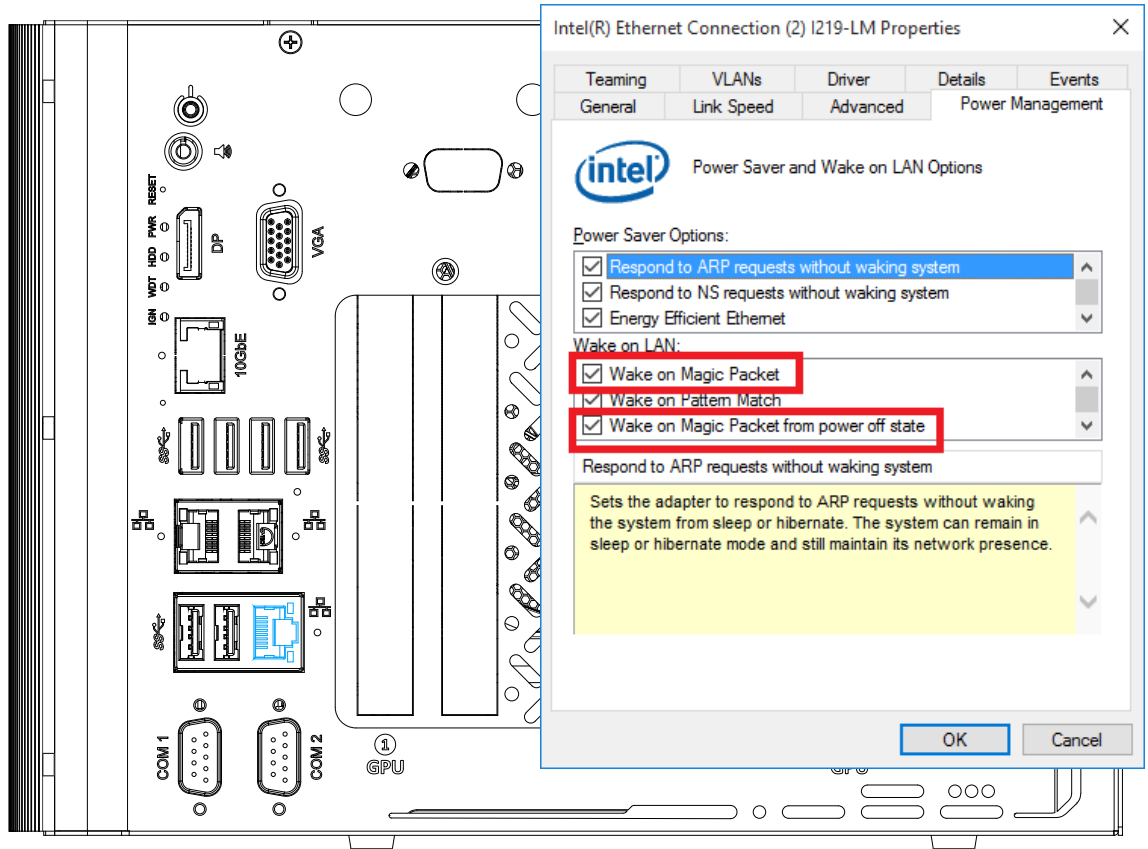 Intel(R) Ethernet Connection (2) I219-LM Properties
Teaming
VLANs
Driver
Details
Events
General
Link Speed
Advanced
Power Management
intel
Power Saver and Wake on LAN Options
Power Saver Options:
Respond to ARP requests without waking system
Respond to NS requests without waking system
Energy Efficient Ethernet
Wake on LAN:
Wake on Magic Packet
Wake on Pattern Match
Wake on Magic Packet from power off state
Respond to ARP requests without waking system
Sets the adapter to respond to ARP requests without waking
the system from sleep or hibernate. The system can remain in
sleep or hibernate mode and still maintain its network presence.
OK
Cancel
RESET
PWR
HDD
WDT
IGN
DP
VGA
10GbE
SS
SS
SS
COM 1
COM 2
1
GPU
GPU